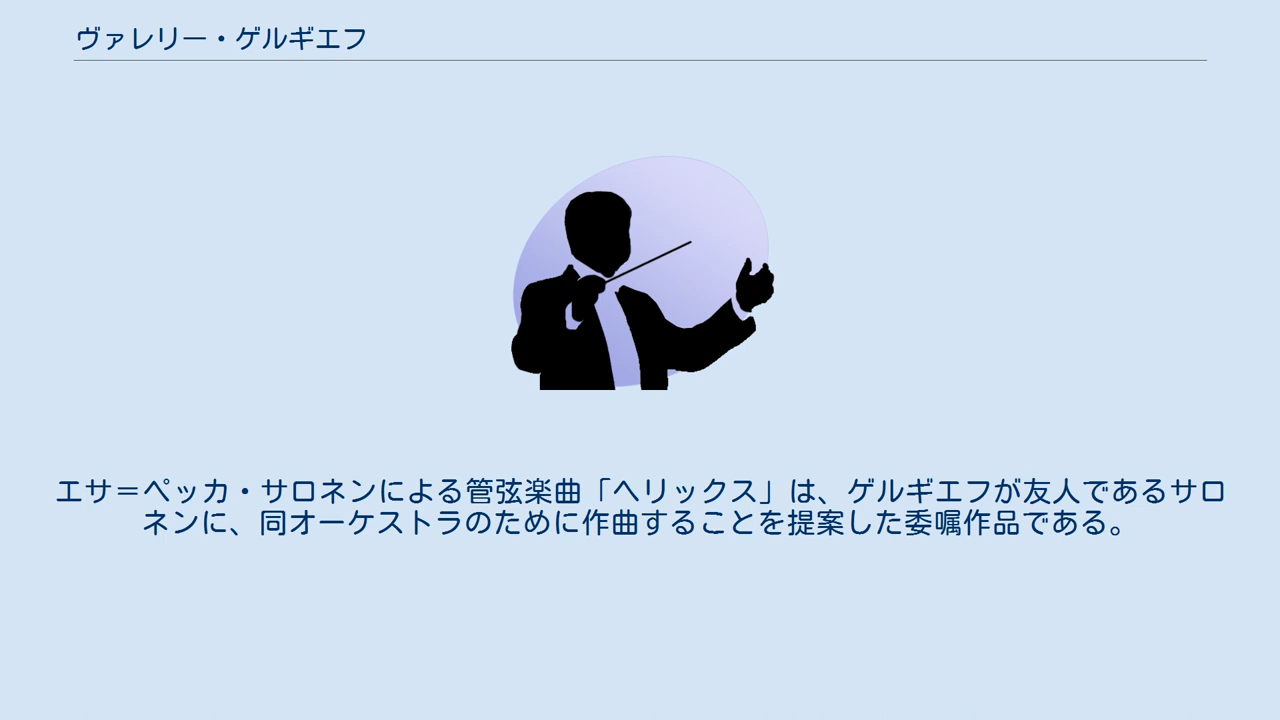 ヴァレリー・ゲルギエフ
エサ＝ペッカ・サロネンによる管弦楽曲「ヘリックス」は、ゲルギエフが友人であるサロ
ネンに、同オーケストラのために作曲することを提案した委嘱作品である。